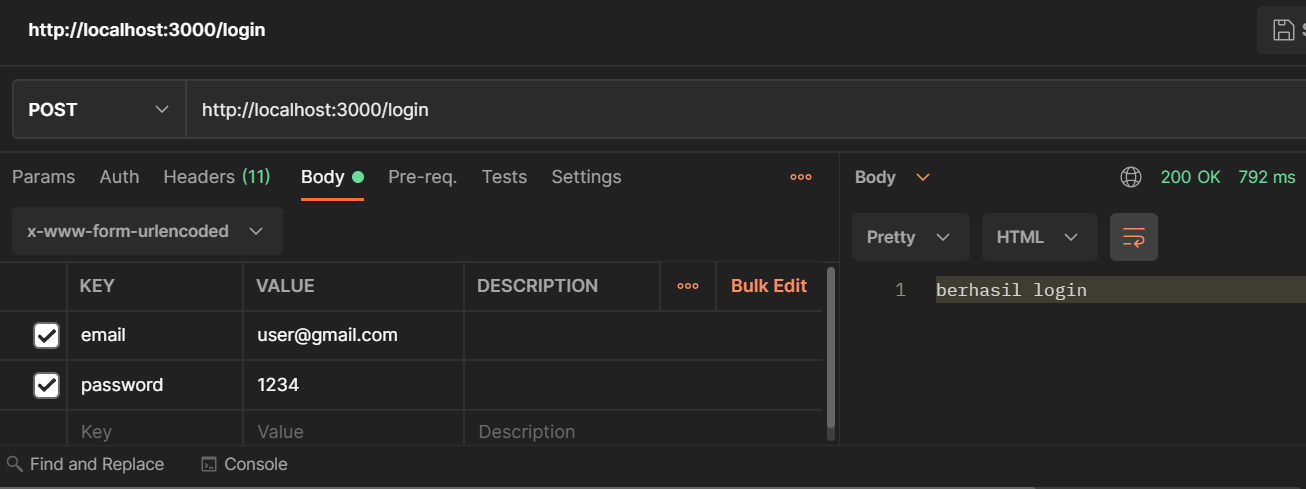 http://localhost:3000/login
POST http://localhost:3000/login
Params Auth Headers (11) Body Pre-req. Tests Settings
Body 200 OK 792 ms
x-www-form-urlencoded
Pretty HTML
KEY VALUE DESCRIPTION Bulk Edit
1 berhasil login
email user@gmail.com
password 1234
Key Value Description
Find and Replace Console